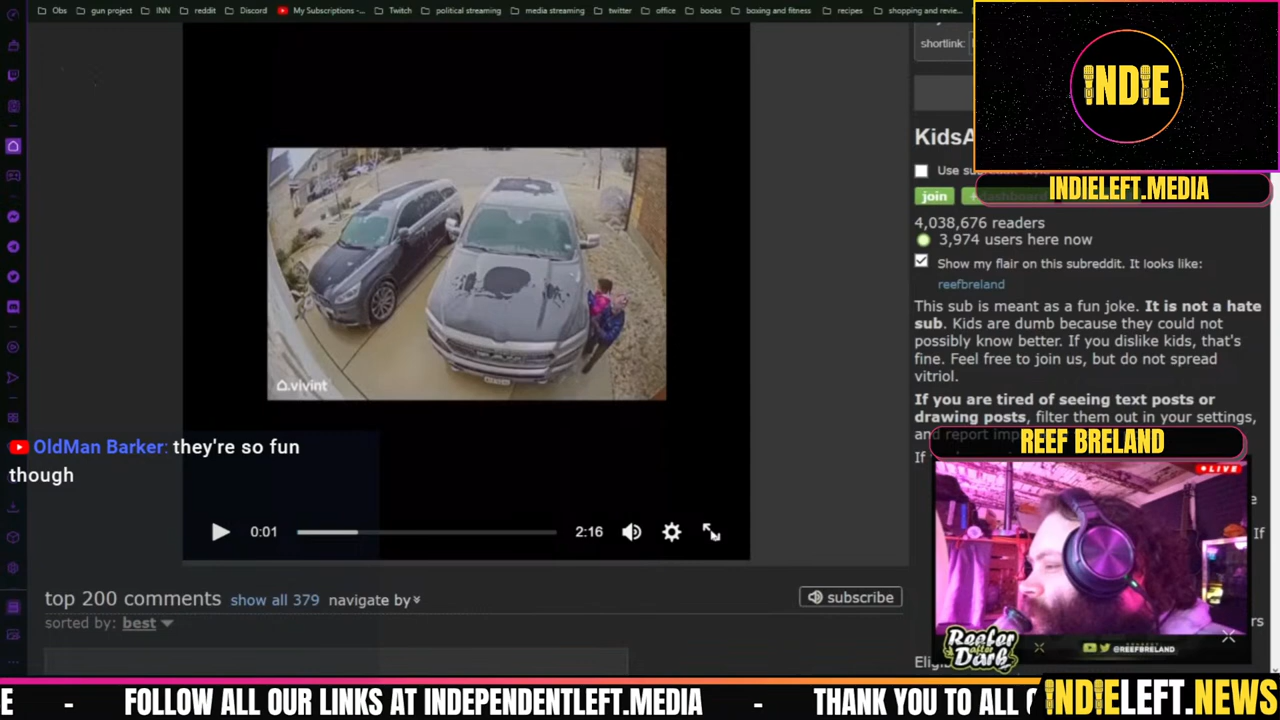 Obs gun project INN reddit Discord My Subscriptions -... Twitch political streaming media streaming twitter office books boxing and fitness recipes shopping and revie...
shortlink:
INDIE
INDIELEFT.MEDIA
KidsA
Use
join
4,038,676 readers
3,974 users here now
Show my flair on this subreddit. It looks like:
reefbreland
This sub is meant as a fun joke. It is not a hate
sub. Kids are dumb because they could not
possibly know better. If you dislike kids, that's
fine. Feel free to join us, but do not spread
vitriol.
If you are tired of seeing text posts or
drawing posts, filter them out in your settings,
and report
If
REEF BRELAND
LIVE
If
Reefer
after
Dark
@REEFBRELAND
vivint
OldMan Barker: they're so fun
though
0:01 2:16
top 200 comments show all 379 navigate by
subscribe
sorted by: best
E - FOLLOW ALL OUR LINKS AT INDEPENDENTLEFT.MEDIA - THANK YOU TO ALL
INDIELEFT.NEWS